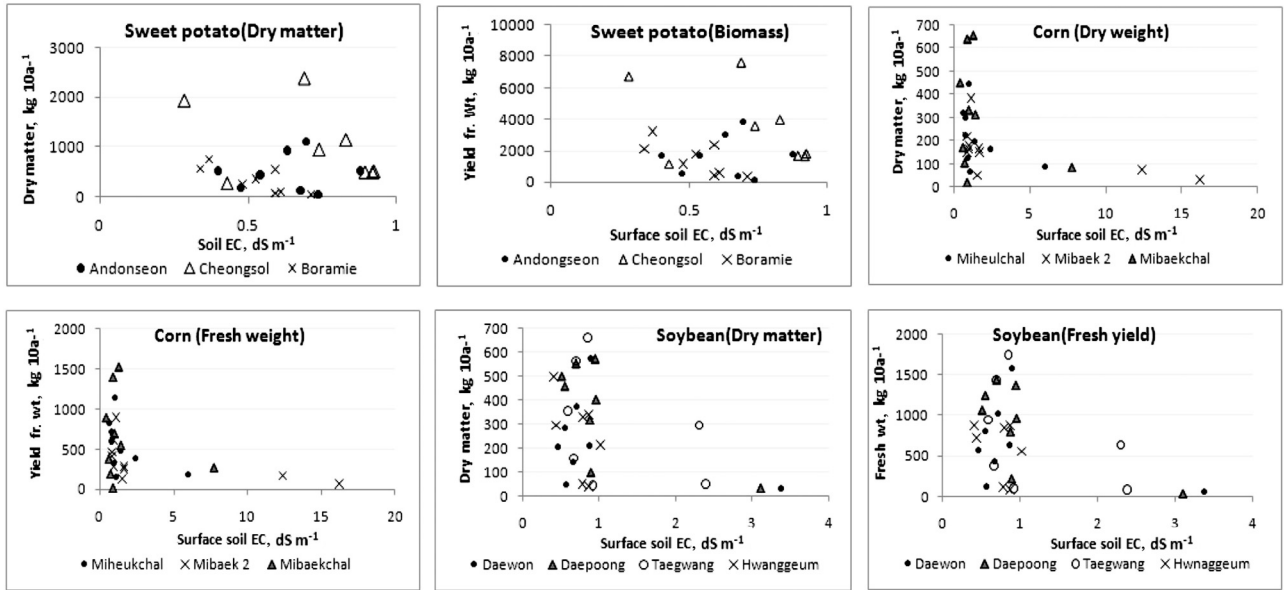 Sweet potato(Dry matter)
Dry matter, kg 10a-¹
3000
2000
1000
0
0
0.5
1
Soil EC, dS m⁻¹
● Andonseon △ Cheongsol × Boramie
Sweet potato(Biomass)
Yield fr. Wt, kg 10a-¹
10000
8000
6000
4000
2000
0
0
0.5
1
Surface soil EC, dS m⁻¹
● Andongseon △ Cheongsol × Boramie
Corn (Dry weight)
Dry matter, kg 10a-¹
700
600
500
400
300
200
100
0
0
5
10
15
20
Surface soil EC, dS m⁻¹
● Miheulchal × Mibaek 2 ▲ Mibaekchal
Corn (Fresh weight)
Yield fr. wt, kg 10a-¹
2000
1500
1000
500
0
0
5
10
15
20
Surface soil EC, dS m⁻¹
● Miheukchal × Mibaek 2 ▲ Mibaekchal
Soybean(Dry matter)
Dry matter, kg 10a-¹
700
600
500
400
300
200
100
0
0
1
2
3
4
Surface soil EC, dS m⁻¹
● Daewon ▲ Daepoong ○ Taegwang × Hwanggeum
Soybean(Fresh yield)
Fresh wt, kg 10a-¹
2000
1500
1000
500
0
0
1
2
3
4
Surface soil EC, dS m⁻¹
● Daewon ▲ Daepoong ○ Taegwang × Hwnaggeum